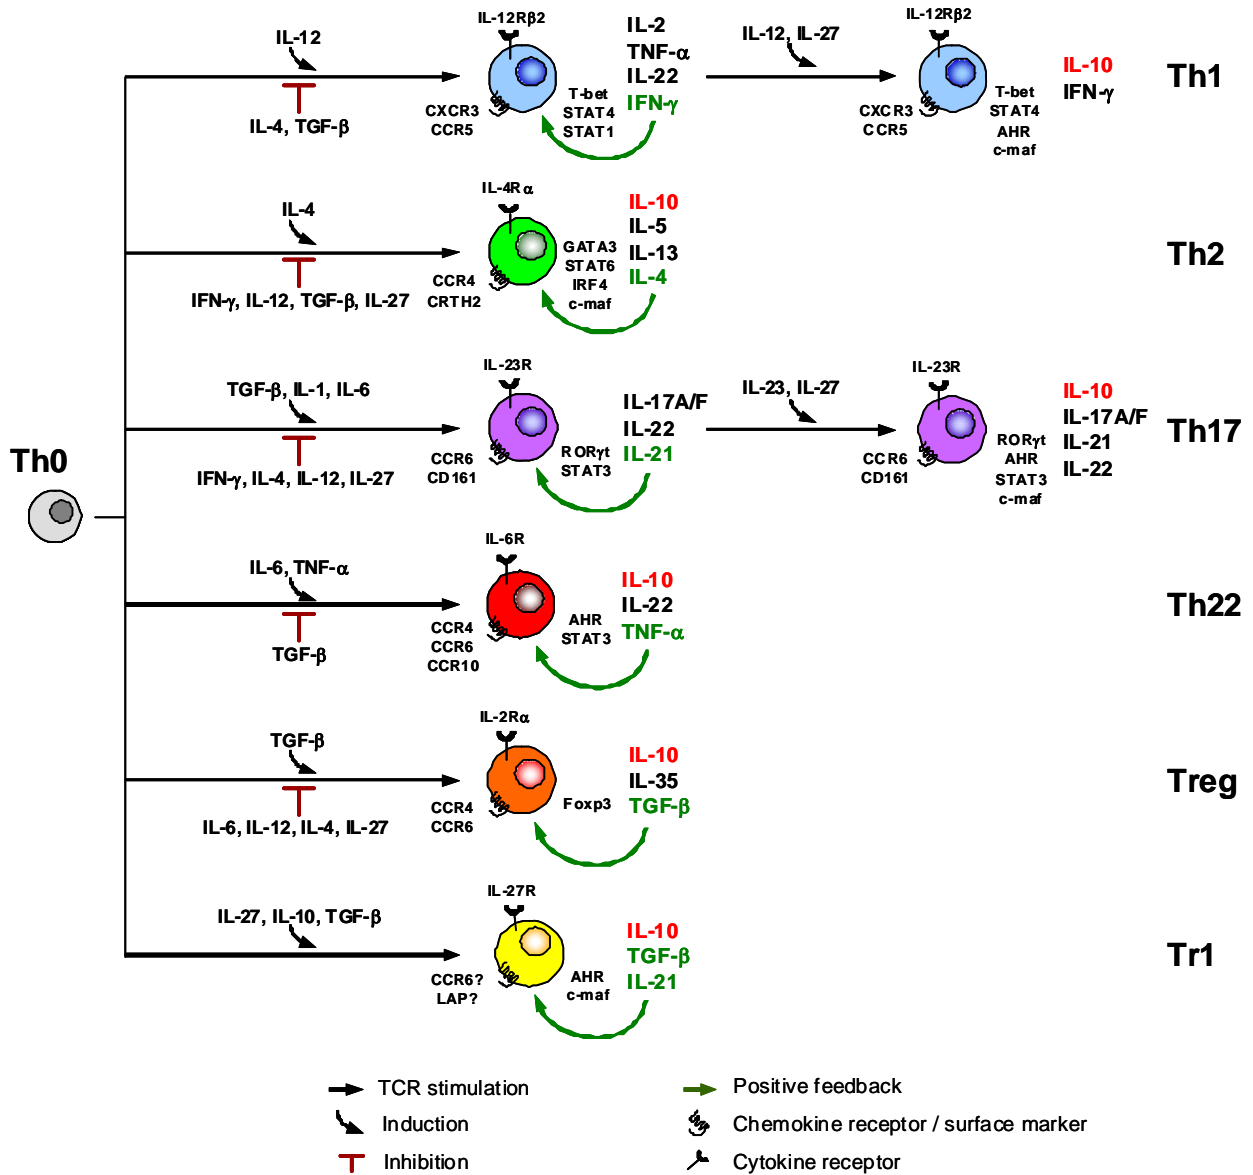 IL-12
IL-4, TGF-β
IL-12Rβ2
CXCR3
CCR5
T-bet
STAT4
STAT1
IL-2
TNF-α
IL-22
IFN-γ
IL-12, IL-27
IL-12Rβ2
CXCR3
CCR5
T-bet
STAT4
AHR
c-maf
IL-10
IFN-γ
Th1
IL-4
IFN-γ, IL-12, TGF-β, IL-27
IL-4Rα
CCR4
CRTH2
GATA3
STAT6
IRF4
c-maf
IL-10
IL-5
IL-13
IL-4
Th2
TGF-β, IL-1, IL-6
IFN-γ, IL-4, IL-12, IL-27
IL-23R
CCR6
CD161
RORγt
STAT3
IL-17A/F
IL-22
IL-21
IL-23, IL-27
IL-23R
CCR6
CD161
RORγt
AHR
STAT3
c-maf
IL-10
IL-17A/F
IL-21
IL-22
Th17
Th0
IL-6, TNF-α
TGF-β
IL-6R
CCR4
CCR6
CCR10
AHR
STAT3
IL-10
IL-22
TNF-α
Th22
TGF-β
IL-6, IL-12, IL-4, IL-27
IL-2Rα
CCR4
CCR6
Foxp3
IL-10
IL-35
TGF-β
Treg
IL-27, IL-10, TGF-β
IL-27R
CCR6?
LAP?
AHR
c-maf
IL-10
TGF-β
IL-21
Tr1
TCR stimulation
Induction
Inhibition
Positive feedback
Chemokine receptor / surface marker
Cytokine receptor